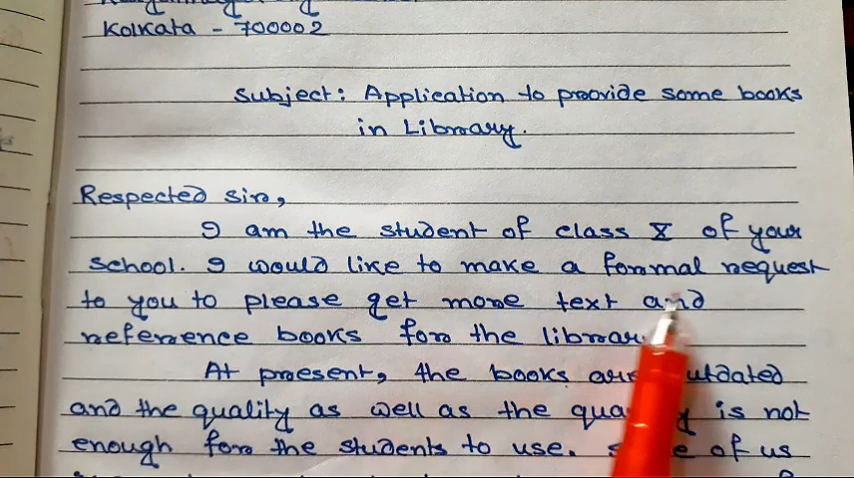 Kolkata - 700002
Subject: Application to provide some books
in Library.
Respected sir,
I am the student of class X of your
school. I would like to make a formal request
to you to please get more text and
reference books for the library
At present, the books are outdated
and the quality as well as the is not
enough for the students to use. of us